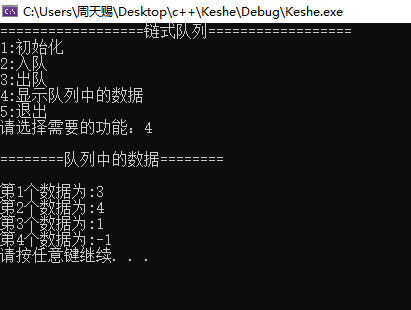 C:\Users\周天赐\Desktop\c++\Keshe\Debug\Keshe.exe
==================链式队列==================
1:初始化
2:入队
3:出队
4:显示队列中的数据
5:退出
请选择需要的功能：4
========队列中的数据========
第1个数据为:3
第2个数据为:4
第3个数据为:1
第4个数据为:-1
请按任意键继续. . .